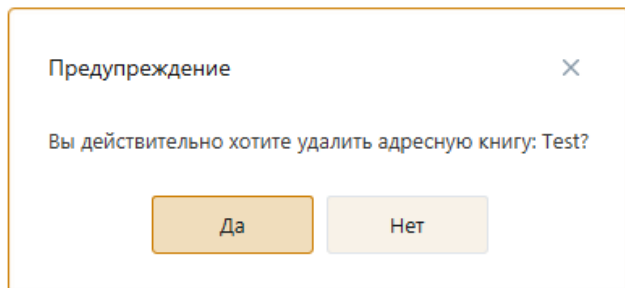 Предупреждение
Вы действительно хотите удалить адресную книгу: Test?
Да
Нет